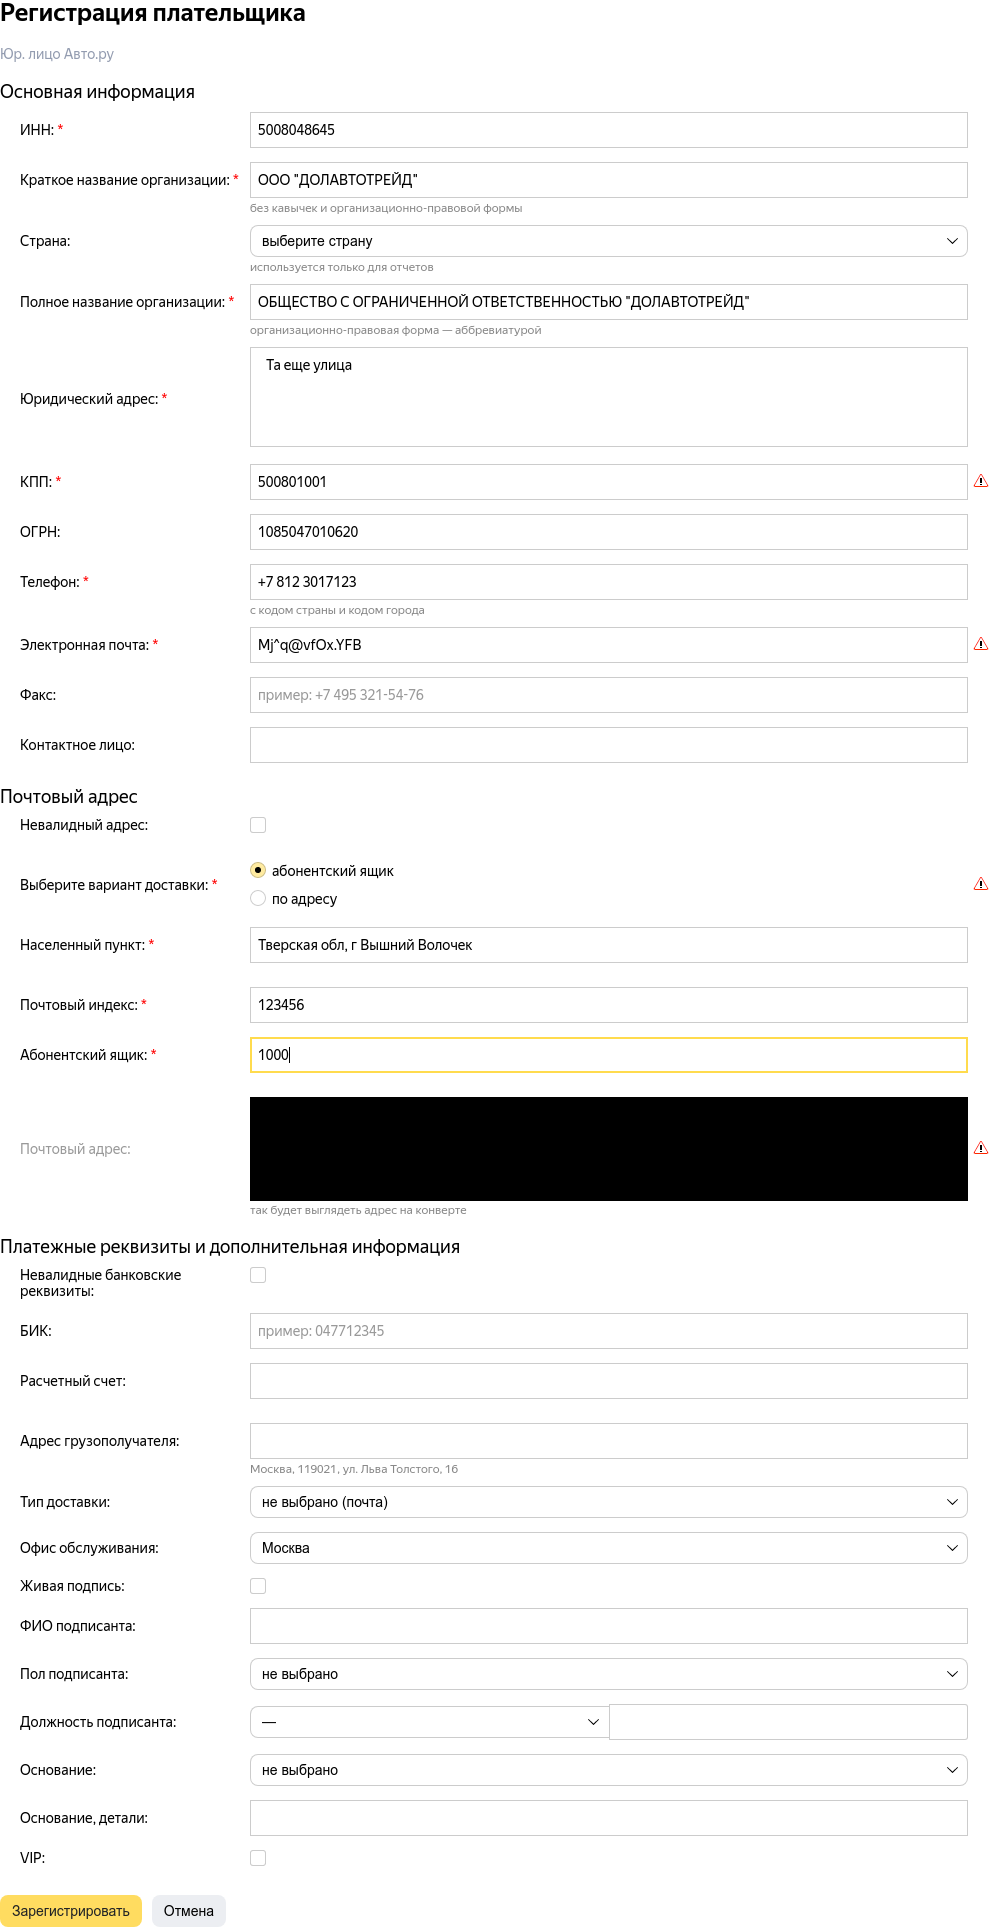 Регистрация плательщика
Юр. лицо Авто.ру
Основная информация
ИНН: * 5008048645
Краткое название организации: * ООО "ДОЛАВТОТРЕЙД"
без кавычек и организационно-правовой формы
Страна: выберите страну
используется только для отчетов
Полное название организации: * ОБЩЕСТВО С ОГРАНИЧЕННОЙ ОТВЕТСТВЕННОСТЬЮ "ДОЛАВТОТРЕЙД"
организационно-правовая форма — аббревиатурой
Та еще улица
Юридический адрес: *
КПП: * 500801001
ОГРН: 1085047010620
Телефон: * +7 812 3017123
с кодом страны и кодом города
Электронная почта: * Mj^q@vfOx.YFB
Факс: пример: +7 495 321-54-76
Контактное лицо:
Почтовый адрес
Невалидный адрес:
абонентский ящик
Выберите вариант доставки: *
по адресу
Населенный пункт: * Тверская обл, г Вышний Волочек
Почтовый индекс: * 123456
Абонентский ящик: * 1000
Почтовый адрес:
так будет выглядеть адрес на конверте
Платежные реквизиты и дополнительная информация
Невалидные банковские
реквизиты:
БИК: пример: 047712345
Расчетный счет:
Адрес грузополучателя:
Москва, 119021, ул. Льва Толстого, 16
Тип доставки: не выбрано (почта)
Офис обслуживания: Москва
Живая подпись:
ФИО подписанта:
Пол подписанта: не выбрано
Должность подписанта: —
Основание: не выбрано
Основание, детали:
VIP:
Зарегистрировать Отмена